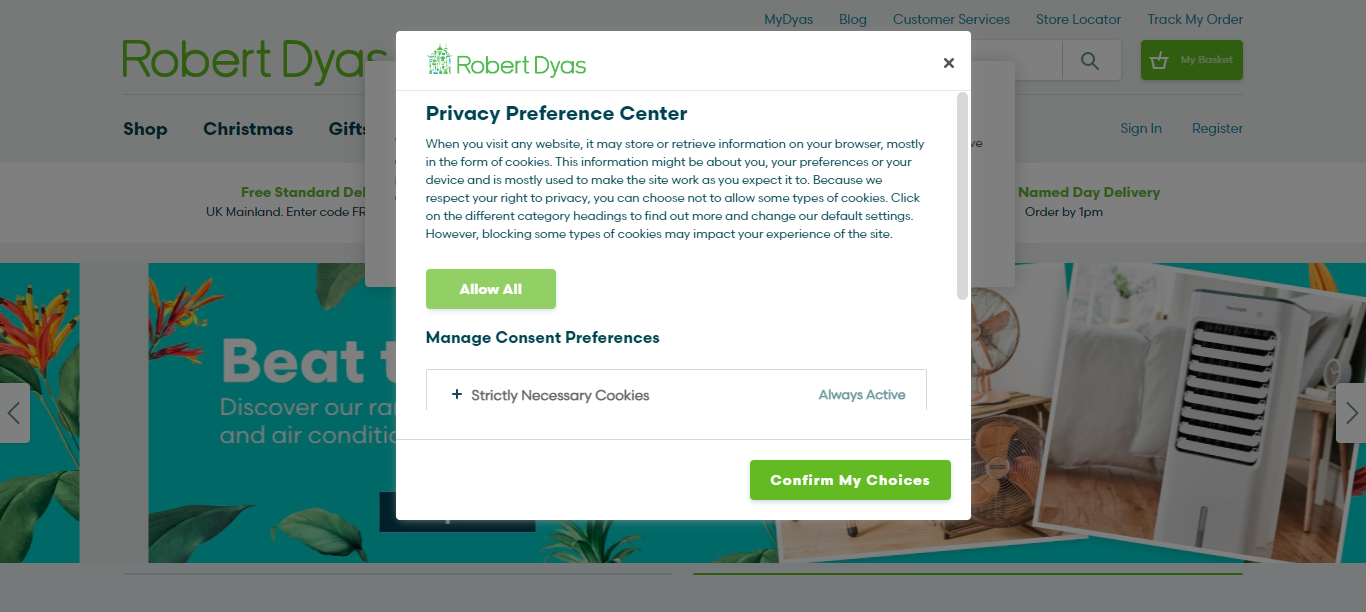 MyDyas Blog Customer Services Store Locator Track My Order
Robert Dyas
My Basket
Robert Dyas
Shop Christmas Gifts
Sign In Register
Free Standard Del
UK Mainland. Enter code FR
Named Day Delivery
Order by 1pm
Privacy Preference Center
When you visit any website, it may store or retrieve information on your browser, mostly
in the form of cookies. This information might be about you, your preferences or your
device and is mostly used to make the site work as you expect it to. Because we
respect your right to privacy, you can choose not to allow some types of cookies. Click
on the different category headings to find out more and change our default settings.
However, blocking some types of cookies may impact your experience of the site.
Allow All
Manage Consent Preferences
Strictly Necessary Cookies Always Active
Confirm My Choices
Beat t
Discover our ra
and air conditi